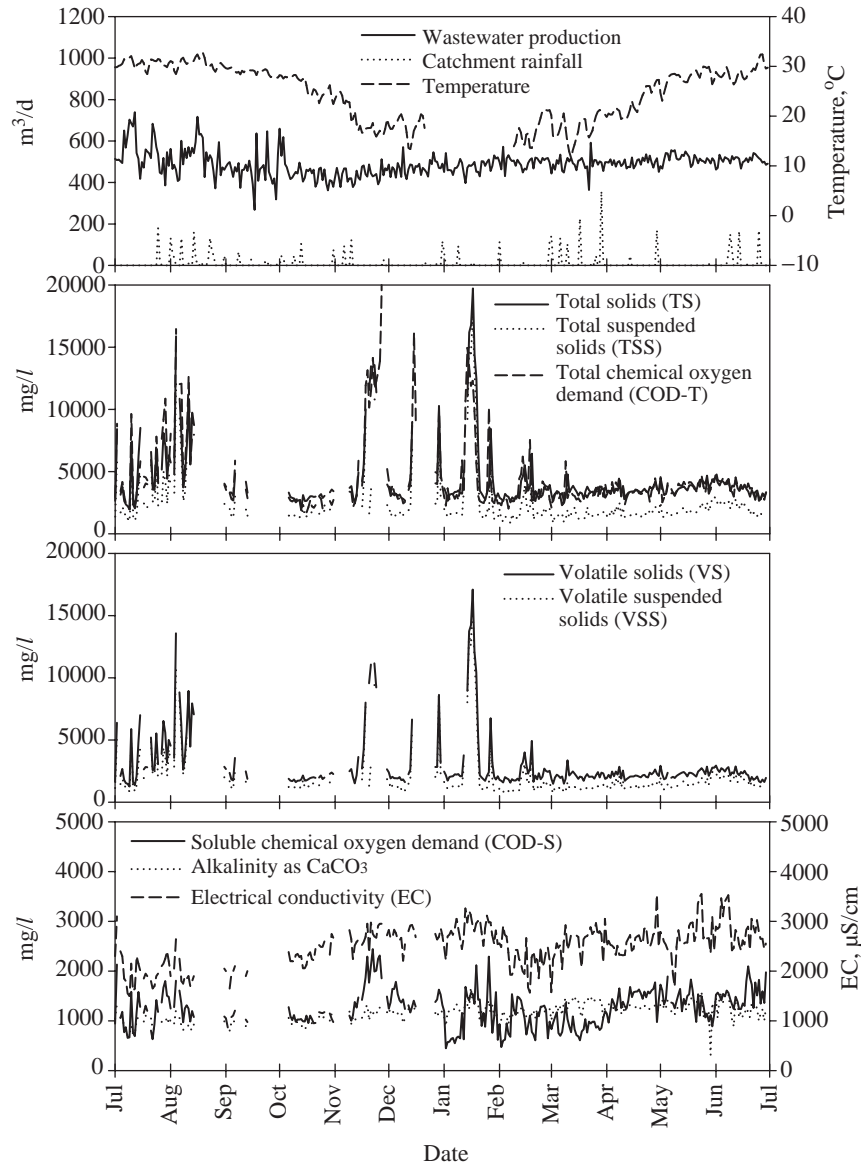 1200
1000
800
600
400
200
0
m³/d
Wastewater production
Catchment rainfall
Temperature
40
30
20
10
0
−10
Temperature, °C
20000
15000
10000
5000
0
mg/l
Total solids (TS)
Total suspended
solids (TSS)
Total chemical oxygen
demand (COD-T)
20000
15000
10000
5000
0
mg/l
Volatile solids (VS)
Volatile suspended
solids (VSS)
5000
4000
3000
2000
1000
0
mg/l
Soluble chemical oxygen demand (COD-S)
Alkalinity as CaCO3
Electrical conductivity (EC)
5000
4000
3000
2000
1000
0
EC, µS/cm
Jul
Aug
Sep
Oct
Nov
Dec
Jan
Feb
Mar
Apr
May
Jun
Jul
Date